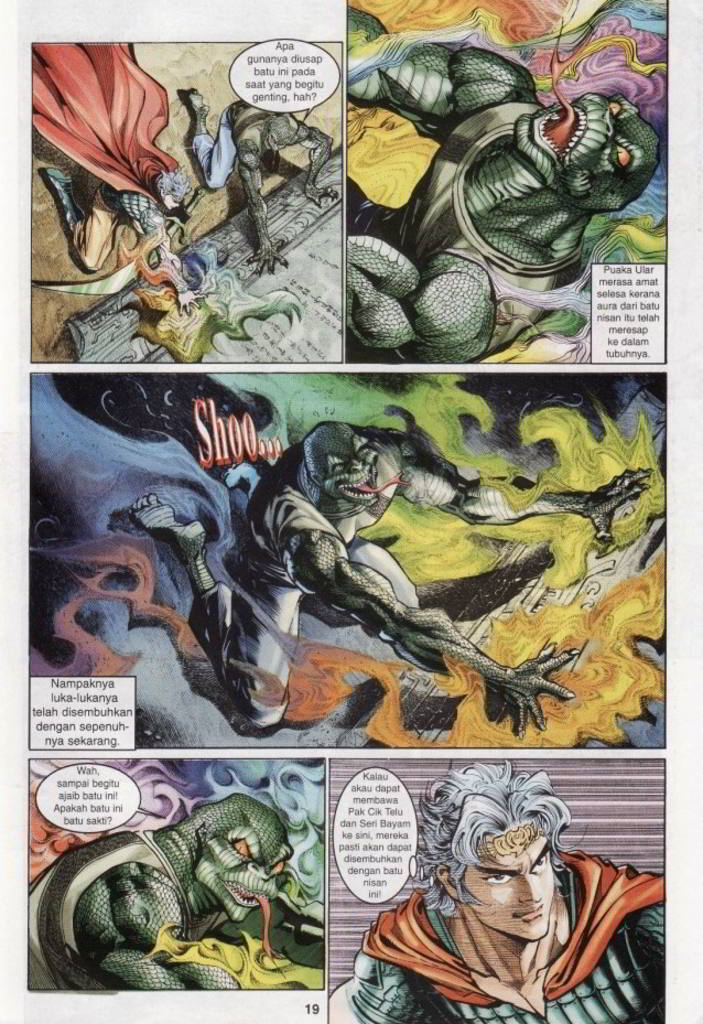 Apa
gunanya diusap
batu ini pada
saat yang begitu
genting, hah?
Puaka Ular
merasa amat
selesa kerana
aura dari batu
nisan itu telah
meresap
ke dalam
tubuhnya.
Shoo....
Nampaknya
luka-lukanya
telah disembuhkan
dengan sepenuh-
nya sekarang.
Wah,
sampai begitu
ajaib batu ini!
Apakah batu ini
batu sakti?
Kalau
akau dapat
membawa
Pak Cik Telu
dan Seri Bayam
ke sini, mereka
pasti akan dapat
disembuhkan
dengan batu
nisan
ini!
19